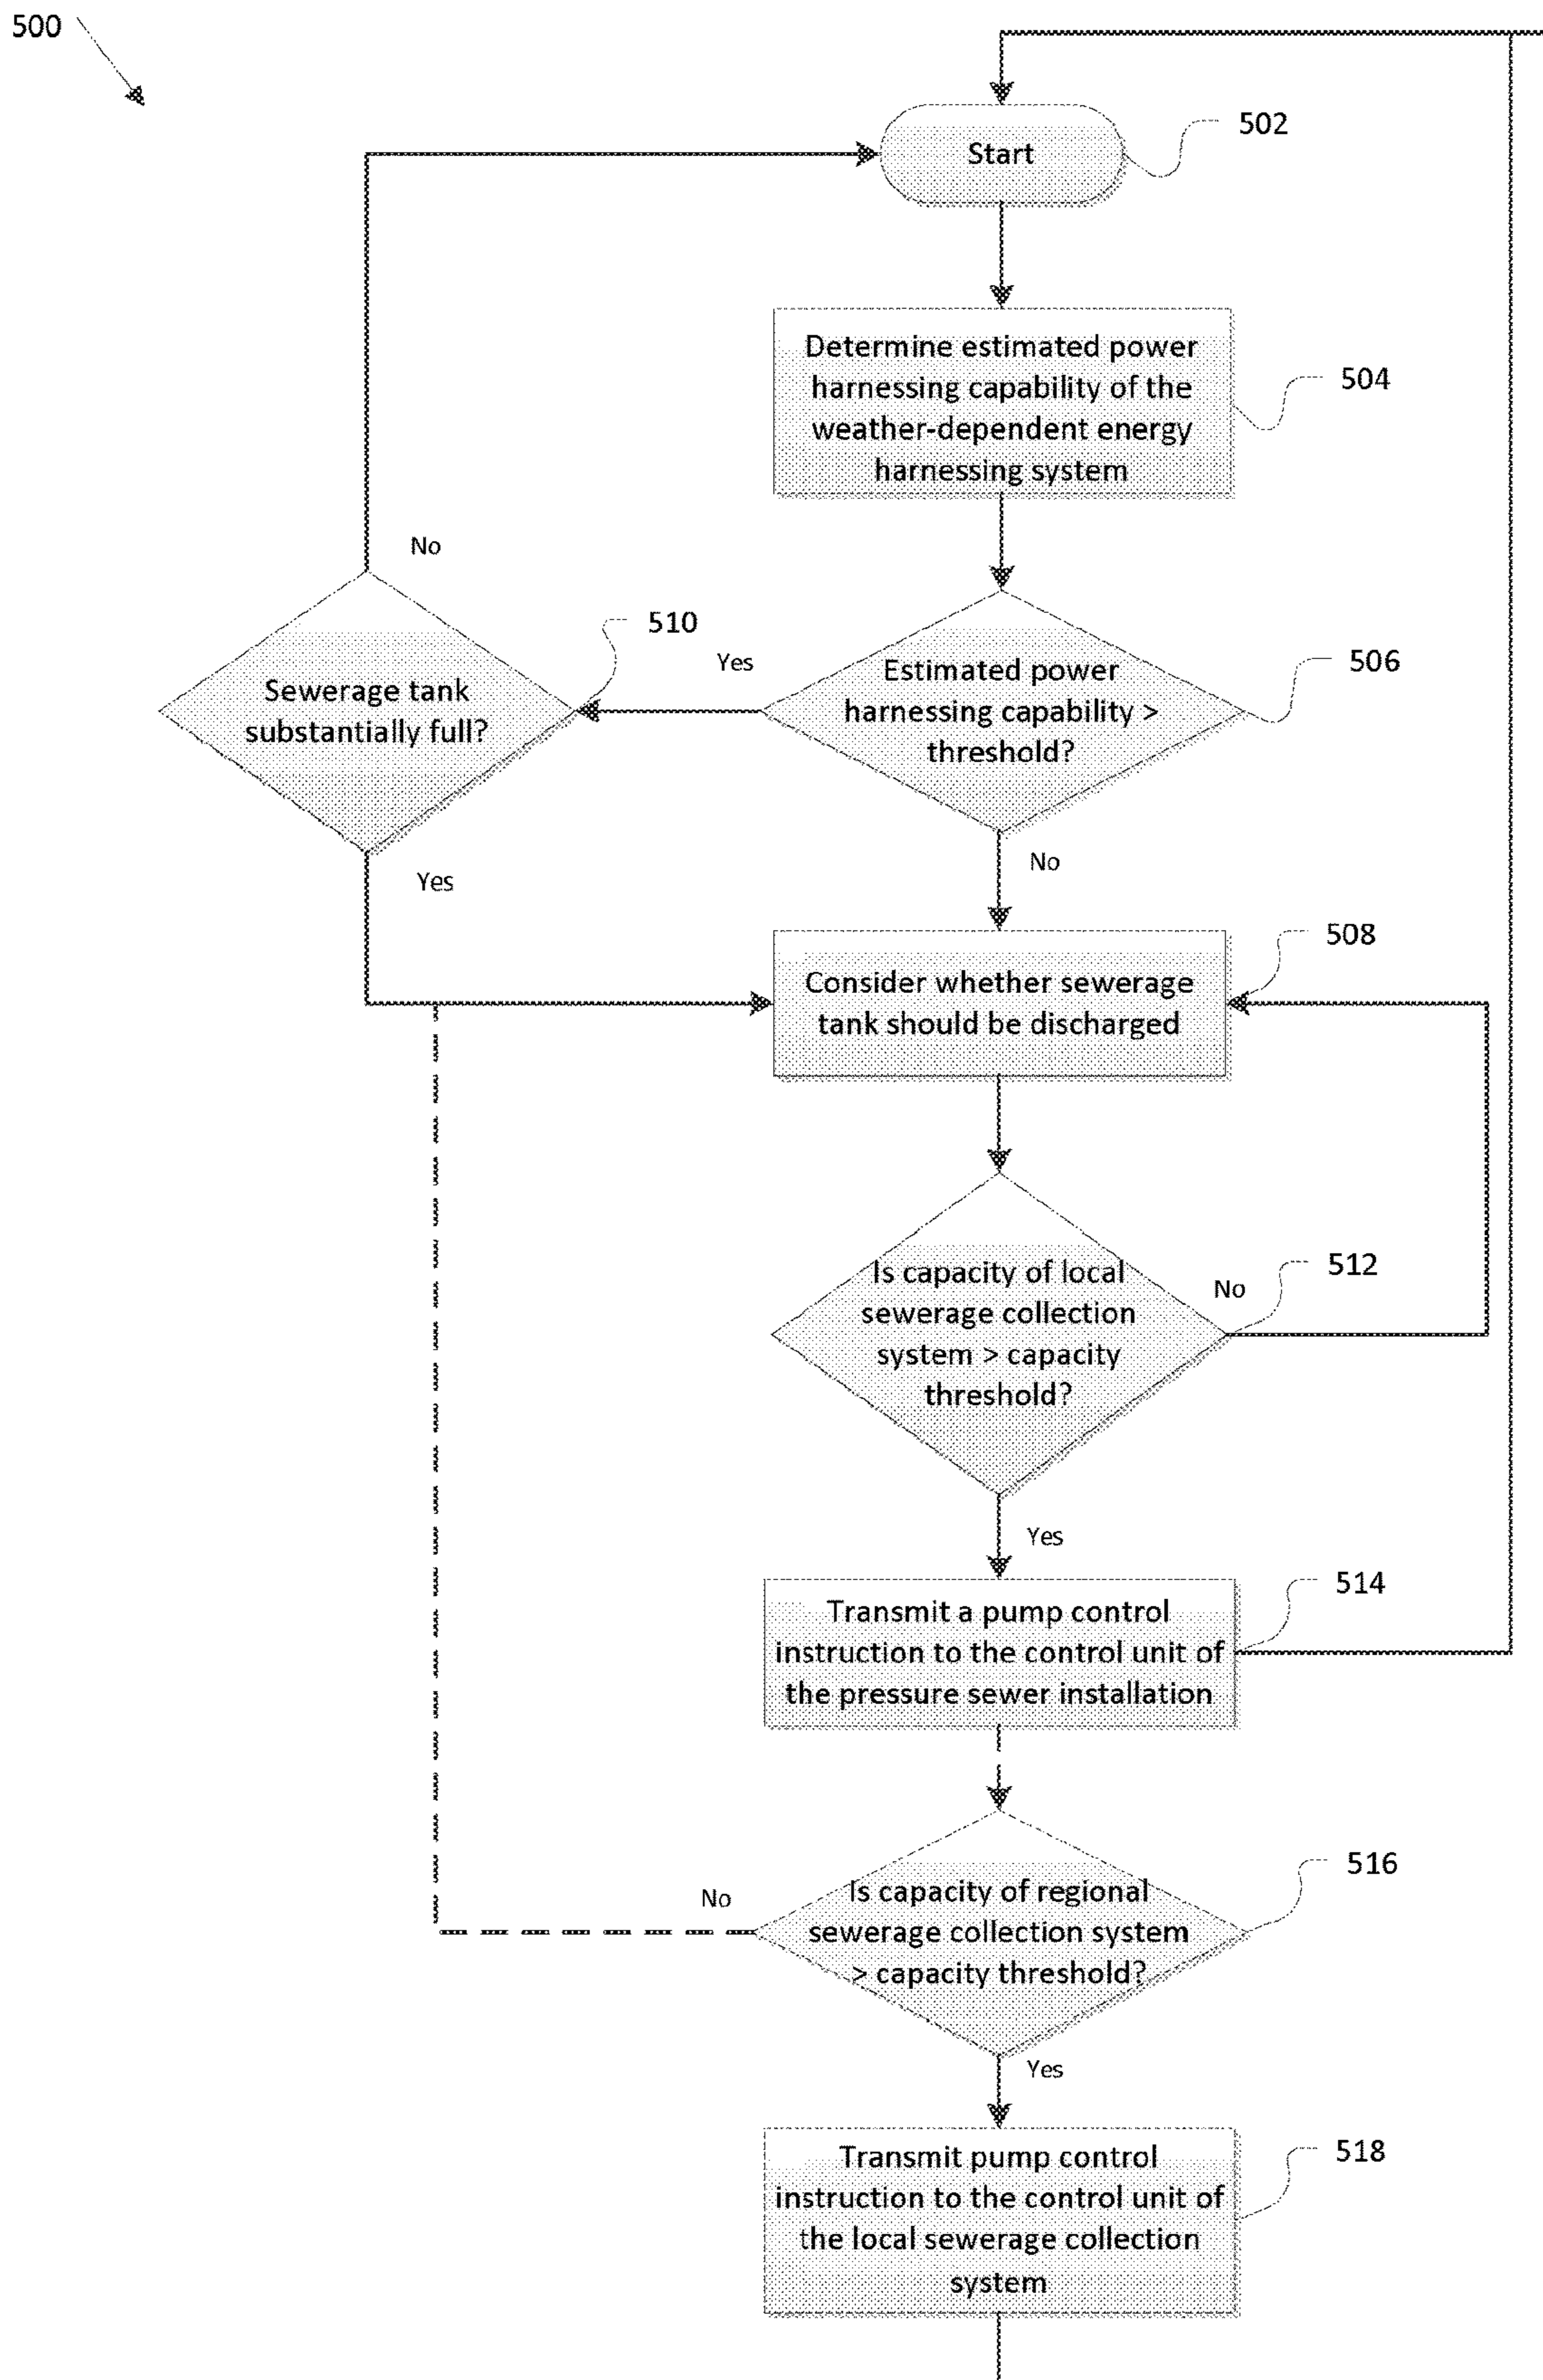 500
502
Start
Determine estimated power
harnessing capability of the
weather-dependent energy
harnessing system
504
No
510
Yes
Sewerage tank
substantially full?
Estimated power
harnessing capability >
threshold?
506
Yes
No
508
Consider whether sewerage
tank should be discharged
Is capacity of local
sewerage collection
system > capacity
threshold?
No
512
Yes
514
Transmit a pump control
instruction to the control unit of
the pressure sewer installation
516
No
Is capacity of regional
sewerage collection system
> capacity threshold?
Yes
518
Transmit pump control
instruction to the control unit of
the local sewerage collection
system